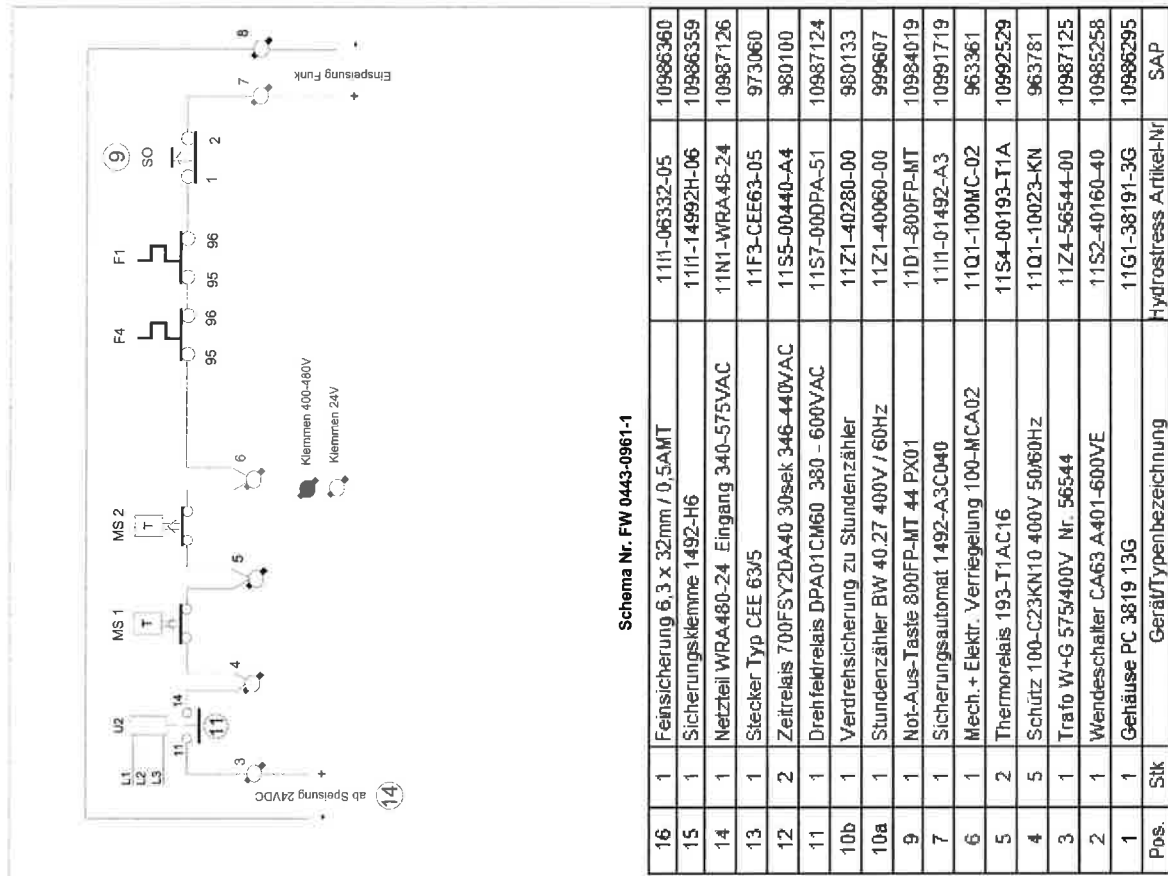 L1
L2
L3
U2
11
14
11
3
4
MS 1
T
5
MS 2
T
6
F4
95 96
F1
95 96
9
SO
1 2
7
8
+ -
Einspeisung Funk
- +
ab Speisung 24VDC
14
Klemmen 400-480V
Klemmen 24V
Schema Nr. FW 0443-0961-1
16 1 Feinsicherung 6,3 x 32mm / 0,5AMT 11I1-06332-05 10986360
15 1 Sicherungsklemme 1492-H6 11I1-14992H-06 10986359
14 1 Netzteil WRA480-24 Eingang 340-575VAC 11N1-WRA48-24 10987126
13 1 Stecker Typ CEE 63/5 11F3-CEE63-05 973060
12 2 Zeitrelais 700FSY2DA40 30sek 346-440VAC 11S5-00440-A4 980100
11 1 Drehfeldrelais DPA01CM60 380 - 600VAC 11S7-00DPA-51 10987124
10b 1 Verdrehsicherung zu Stundenzähler 11Z1-40280-00 980133
10a 1 Stundenzähler BW 40.27 400V / 60Hz 11Z1-40060-00 999607
9 1 Not-Aus-Taste 800FP-MT 44 PX01 11D1-800FP-MT 10984019
7 1 Sicherungsautomat 1492-A3C040 11I1-01492-A3 10991719
6 1 Mech.+ Elektr. Verriegelung 100-MCA02 11Q1-100MC-02 963361
5 2 Thermorelais 193-T1AC16 11S4-00193-T1A 10992529
4 5 Schütz 100-C23KN10 400V 50/60Hz 11Q1-10023-KN 963781
3 1 Trafo W+G 575/400V Nr. 56544 11Z4-56544-00 10987125
2 1 Wendeschalter CA63 A401-600VE 11S2-40160-40 10985258
1 1 Gehäuse PC 3819 13G 11G1-38191-3G 10986295
Pos. Stk Gerät/Typenbezeichnung Hydrostress Artikel-Nr SAP